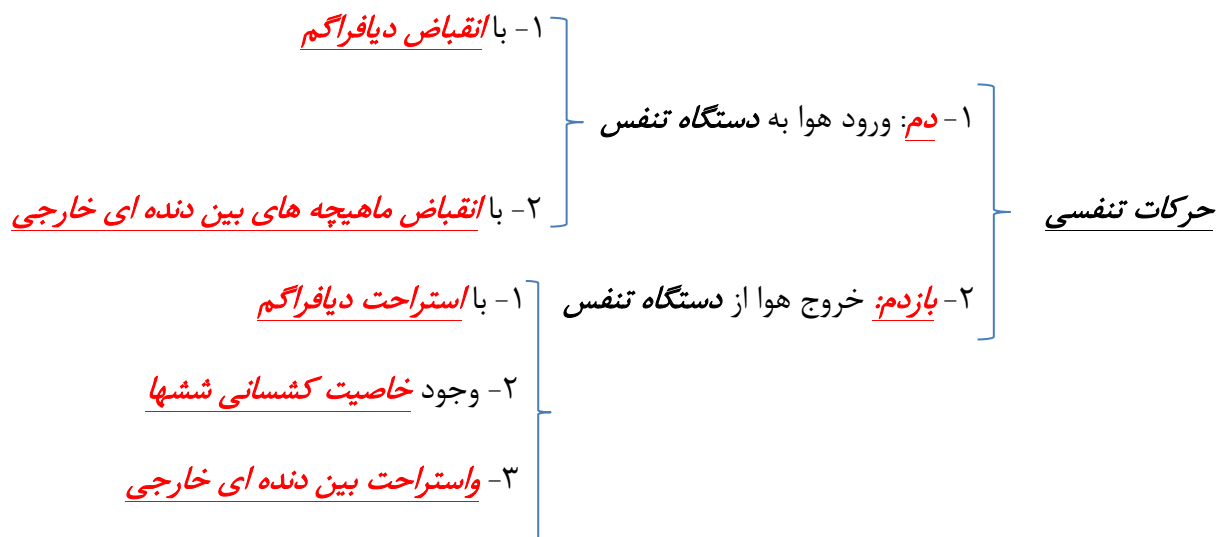 حرکات تنفسی
۱- دم: ورود هوا به دستگاه تنفس
۱- با انقباض دیافراگم
۲- با انقباض ماهیچه های بین دنده ای خارجی
۲- بازدم: خروج هوا از دستگاه تنفس
۱- با استراحت دیافراگم
۲- وجود خاصیت کشسانی ششها
۳- واستراحت بین دنده ای خارجی